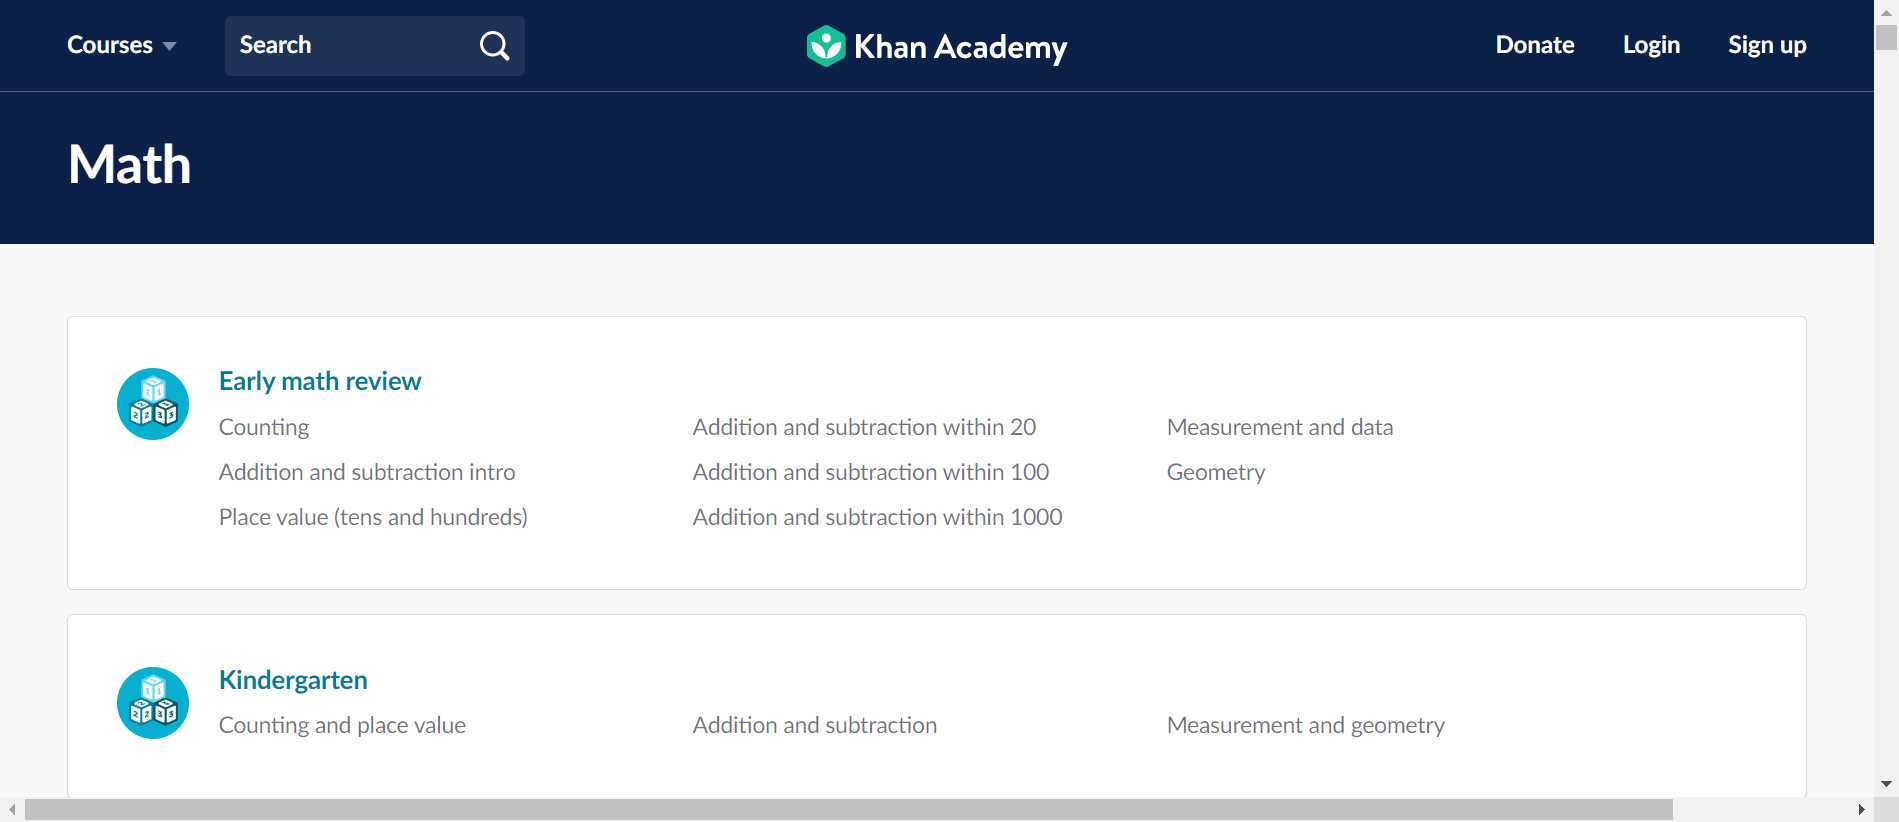 Courses
Search
Khan Academy
Donate
Login
Sign up
Math
Early math review
Counting
Addition and subtraction within 20
Measurement and data
Addition and subtraction intro
Addition and subtraction within 100
Geometry
Place value (tens and hundreds)
Addition and subtraction within 1000
Kindergarten
Counting and place value
Addition and subtraction
Measurement and geometry